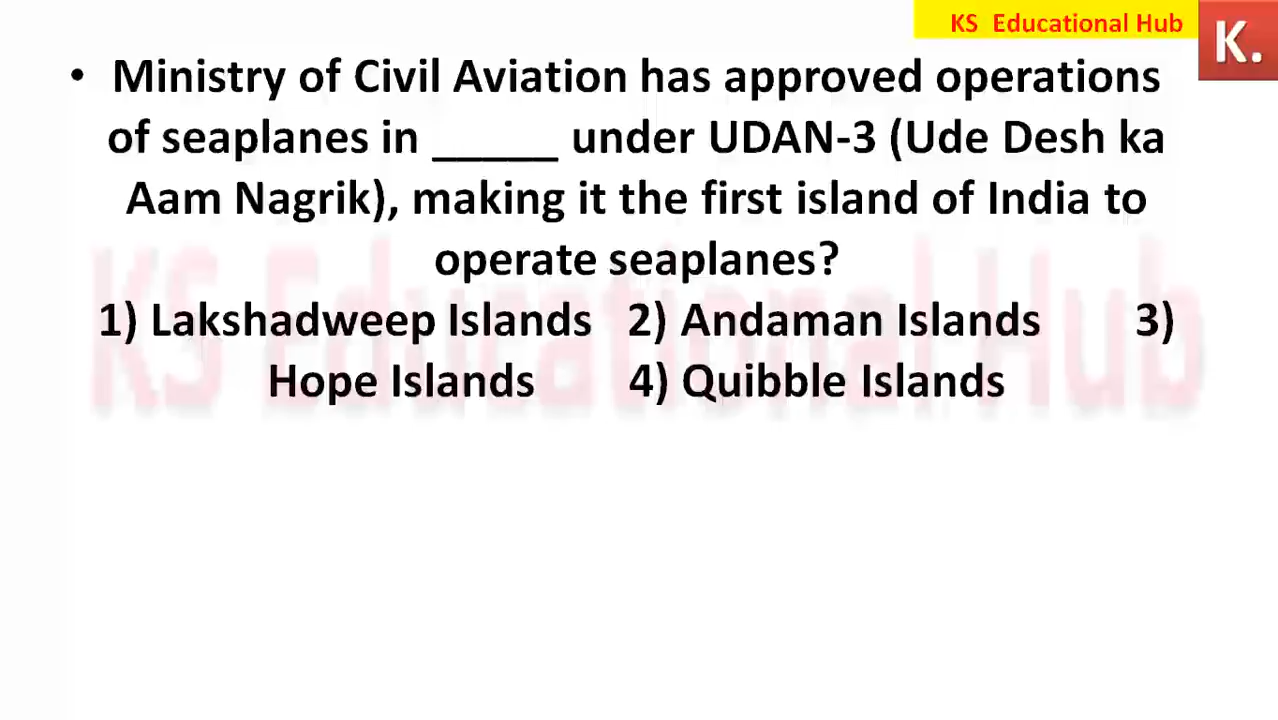 KS Educational Hub
K.
• Ministry of Civil Aviation has approved operations
of seaplanes in _____ under UDAN-3 (Ude Desh ka
Aam Nagrik), making it the first island of India to
operate seaplanes?
1) Lakshadweep Islands 2) Andaman Islands 3)
Hope Islands 4) Quibble Islands
KS Educational Hub